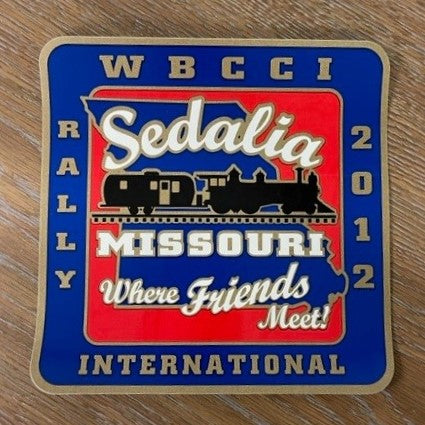 WBCCI
RALLY
2012
Sedalia
MISSOURI
Where Friends
Meet!
INTERNATIONAL